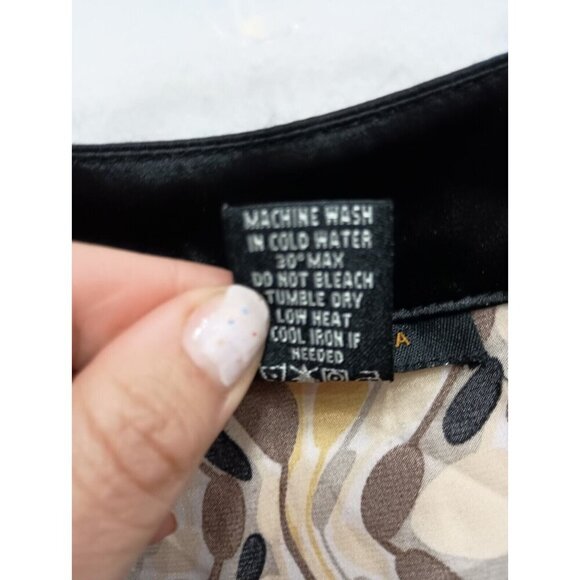 MACHINE WASH
IN COLD WATER
30° MAX
DO NOT BLEACH
TUMBLE DRY
LOW HEAT
COOL IRON IF
NEEDED
A